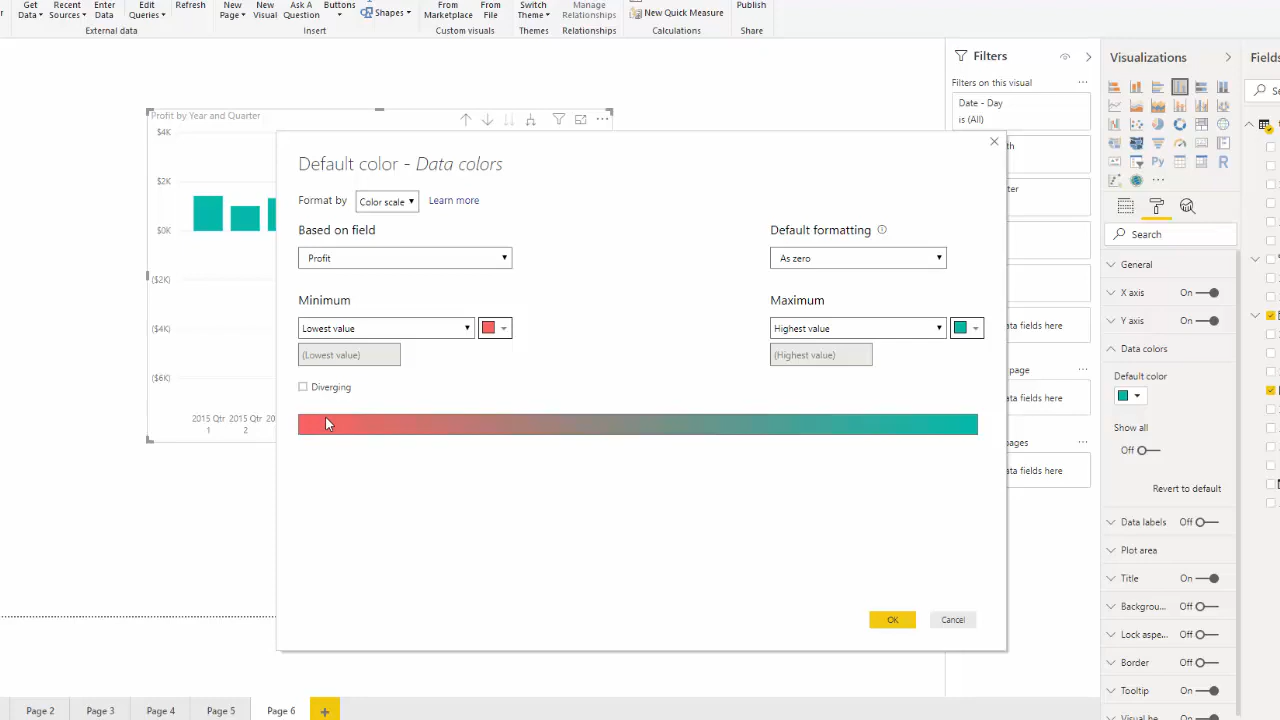 Get Data
Recent Sources
Enter Data
Edit Queries
Refresh
New Page
New Visual
Ask A Question
Buttons
Shapes
From Marketplace
From File
Switch Theme
Manage Relationships
New Quick Measure
Publish
External data
Insert
Custom visuals
Themes
Relationships
Calculations
Share
Profit by Year and Quarter
$4K
$2K
$0K
($2K)
($4K)
($6K)
2015 Qtr 1
2015 Qtr 2
Default color - Data colors
Format by
Color scale
Learn more
Based on field
Profit
Default formatting
As zero
Minimum
Lowest value
(Lowest value)
Maximum
Highest value
(Highest value)
Diverging
OK
Cancel
Filters
Filters on this visual
Date - Day
is (All)
data fields here
page
data fields here
pages
data fields here
Visualizations
Py
R
Search
General
X axis On
Y axis On
Data colors
Default color
Show all
Off
Revert to default
Data labels Off
Plot area
Title On
Backgrou... Off
Lock aspe... Off
Border Off
Tooltip On
Fields
Page 2
Page 3
Page 4
Page 5
Page 6
+